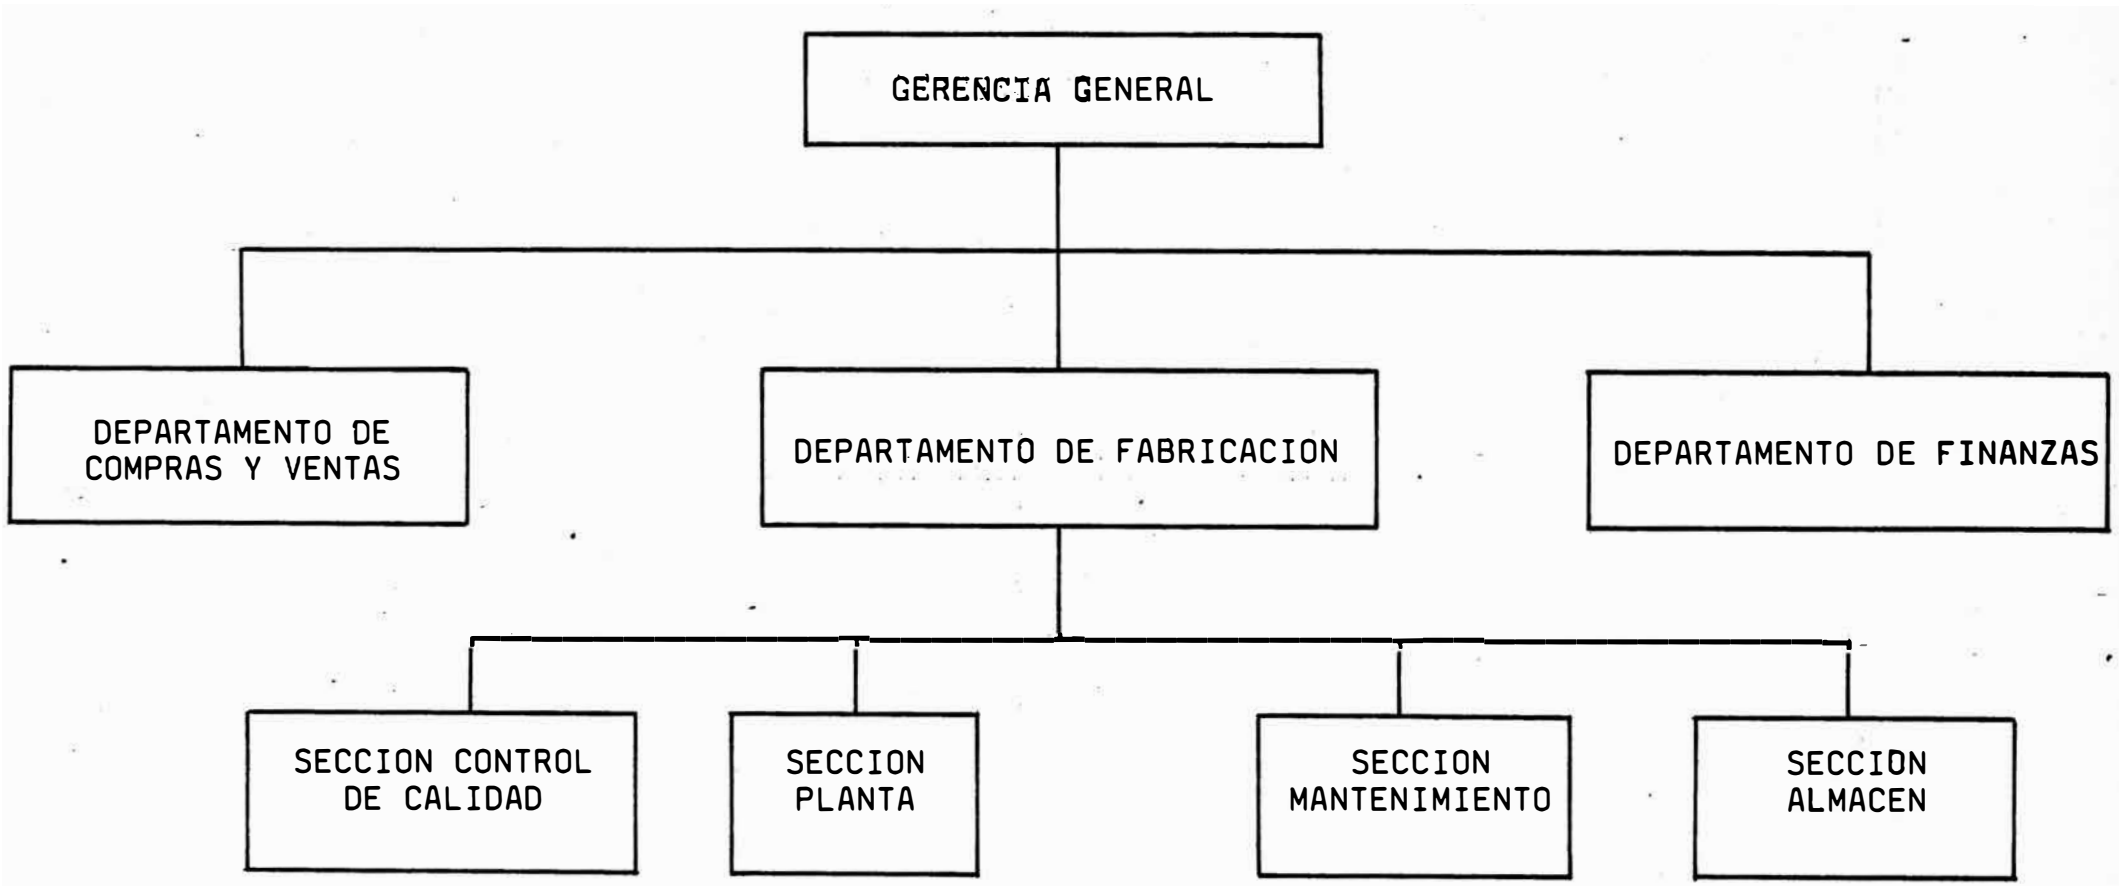 GERENCIA GENERAL
DEPARTAMENTO DE
COMPRAS Y VENTAS
DEPARTAMENTO DE FABRICACION
DEPARTAMENTO DE FINANZAS
SECCION CONTROL
DE CALIDAD
SECCION
PLANTA
SECCION
MANTENIMIENTO
SECCION
ALMACEN